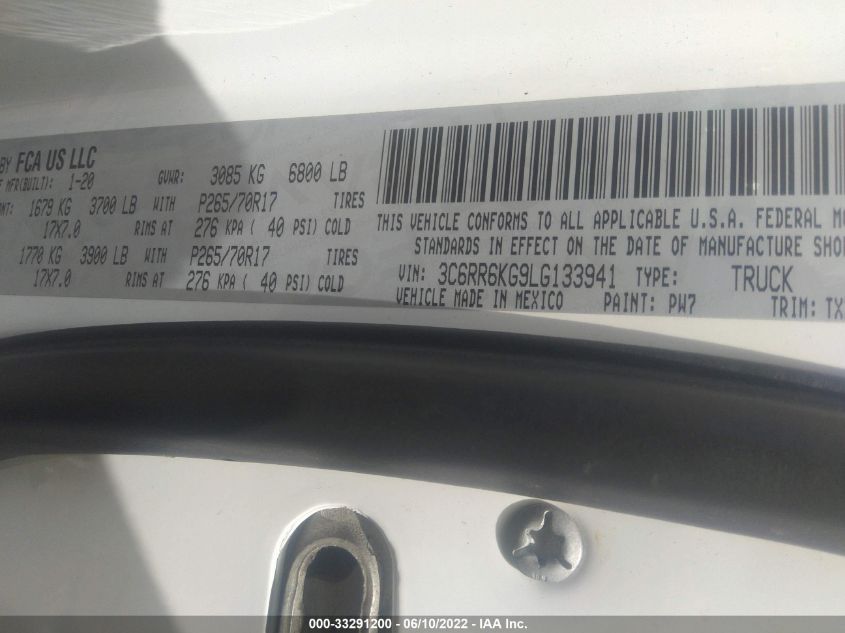 BY FCA US LLC
F MFR(BUILT): 1-20 GVWR: 3085 KG 6800 LB
ONT: 1679 KG 3700 LB WITH P265/70R17 TIRES
17X7.0 RIMS AT 276 KPA ( 40 PSI) COLD
1770 KG 3900 LB WITH P265/70R17 TIRES
17X7.0 RIMS AT 276 KPA ( 40 PSI) COLD
THIS VEHICLE CONFORMS TO ALL APPLICABLE U.S.A. FEDERAL MO
STANDARDS IN EFFECT ON THE DATE OF MANUFACTURE SHO
VIN: 3C6RR6KG9LG133941 TYPE: TRUCK
VEHICLE MADE IN MEXICO PAINT: PW7 TRIM: TX
000-33291200 - 06/10/2022 - IAA Inc.